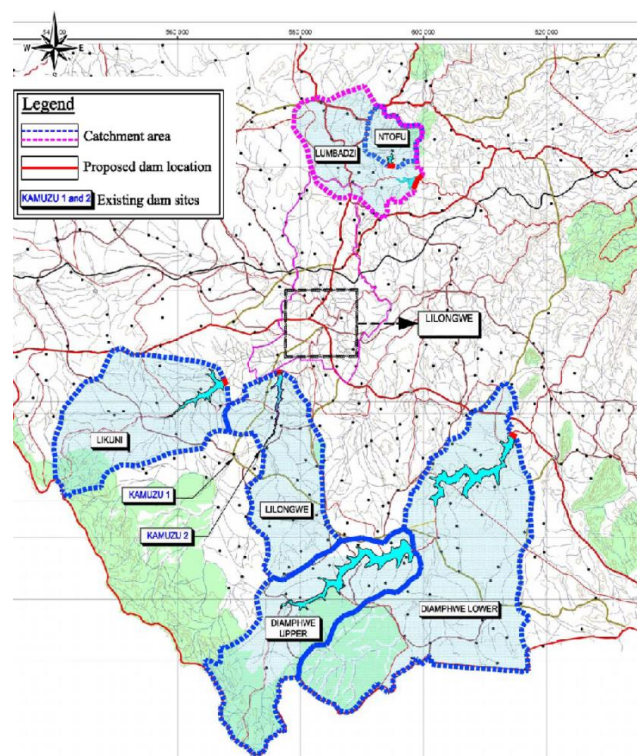 N
W
E
S
560 000
580 000
600 000
620 000
Legend
Catchment area
Proposed dam location
KAMUZU 1 and 2 Existing dam sites
NTOFU
LUMBADZI
LILONGWE
LIKUNI
KAMUZU 1
LILONGWE
KAMUZU 2
DIAMPHWE
UPPER
DIAMPHWE LOWER